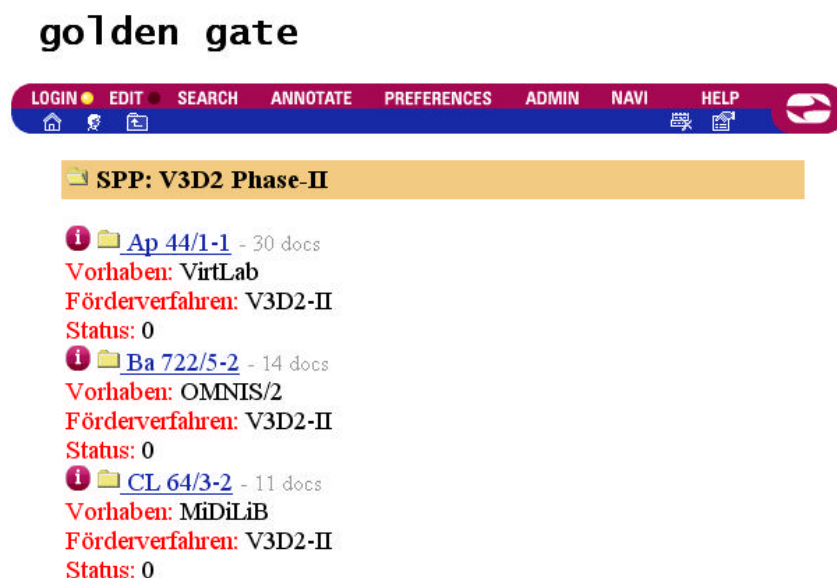 golden gate
LOGIN EDIT SEARCH ANNOTATE PREFERENCES ADMIN NAVI HELP
SPP: V3D2 Phase-II
Ap 44/1-1 - 30 docs
Vorhaben: VirtLab
Förderverfahren: V3D2-II
Status: 0
Ba 722/5-2 - 14 docs
Vorhaben: OMNIS/2
Förderverfahren: V3D2-II
Status: 0
CL 64/3-2 - 11 docs
Vorhaben: MiDiLiB
Förderverfahren: V3D2-II
Status: 0